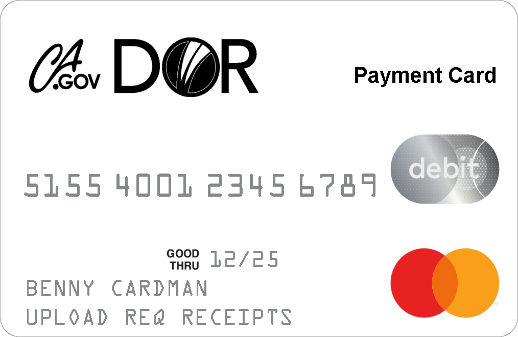 CA.GOV DOR
Payment Card
debit
5155 4001 2345 6789
GOOD THRU 12/25
BENNY CARDMAN
UPLOAD REQ RECEIPTS